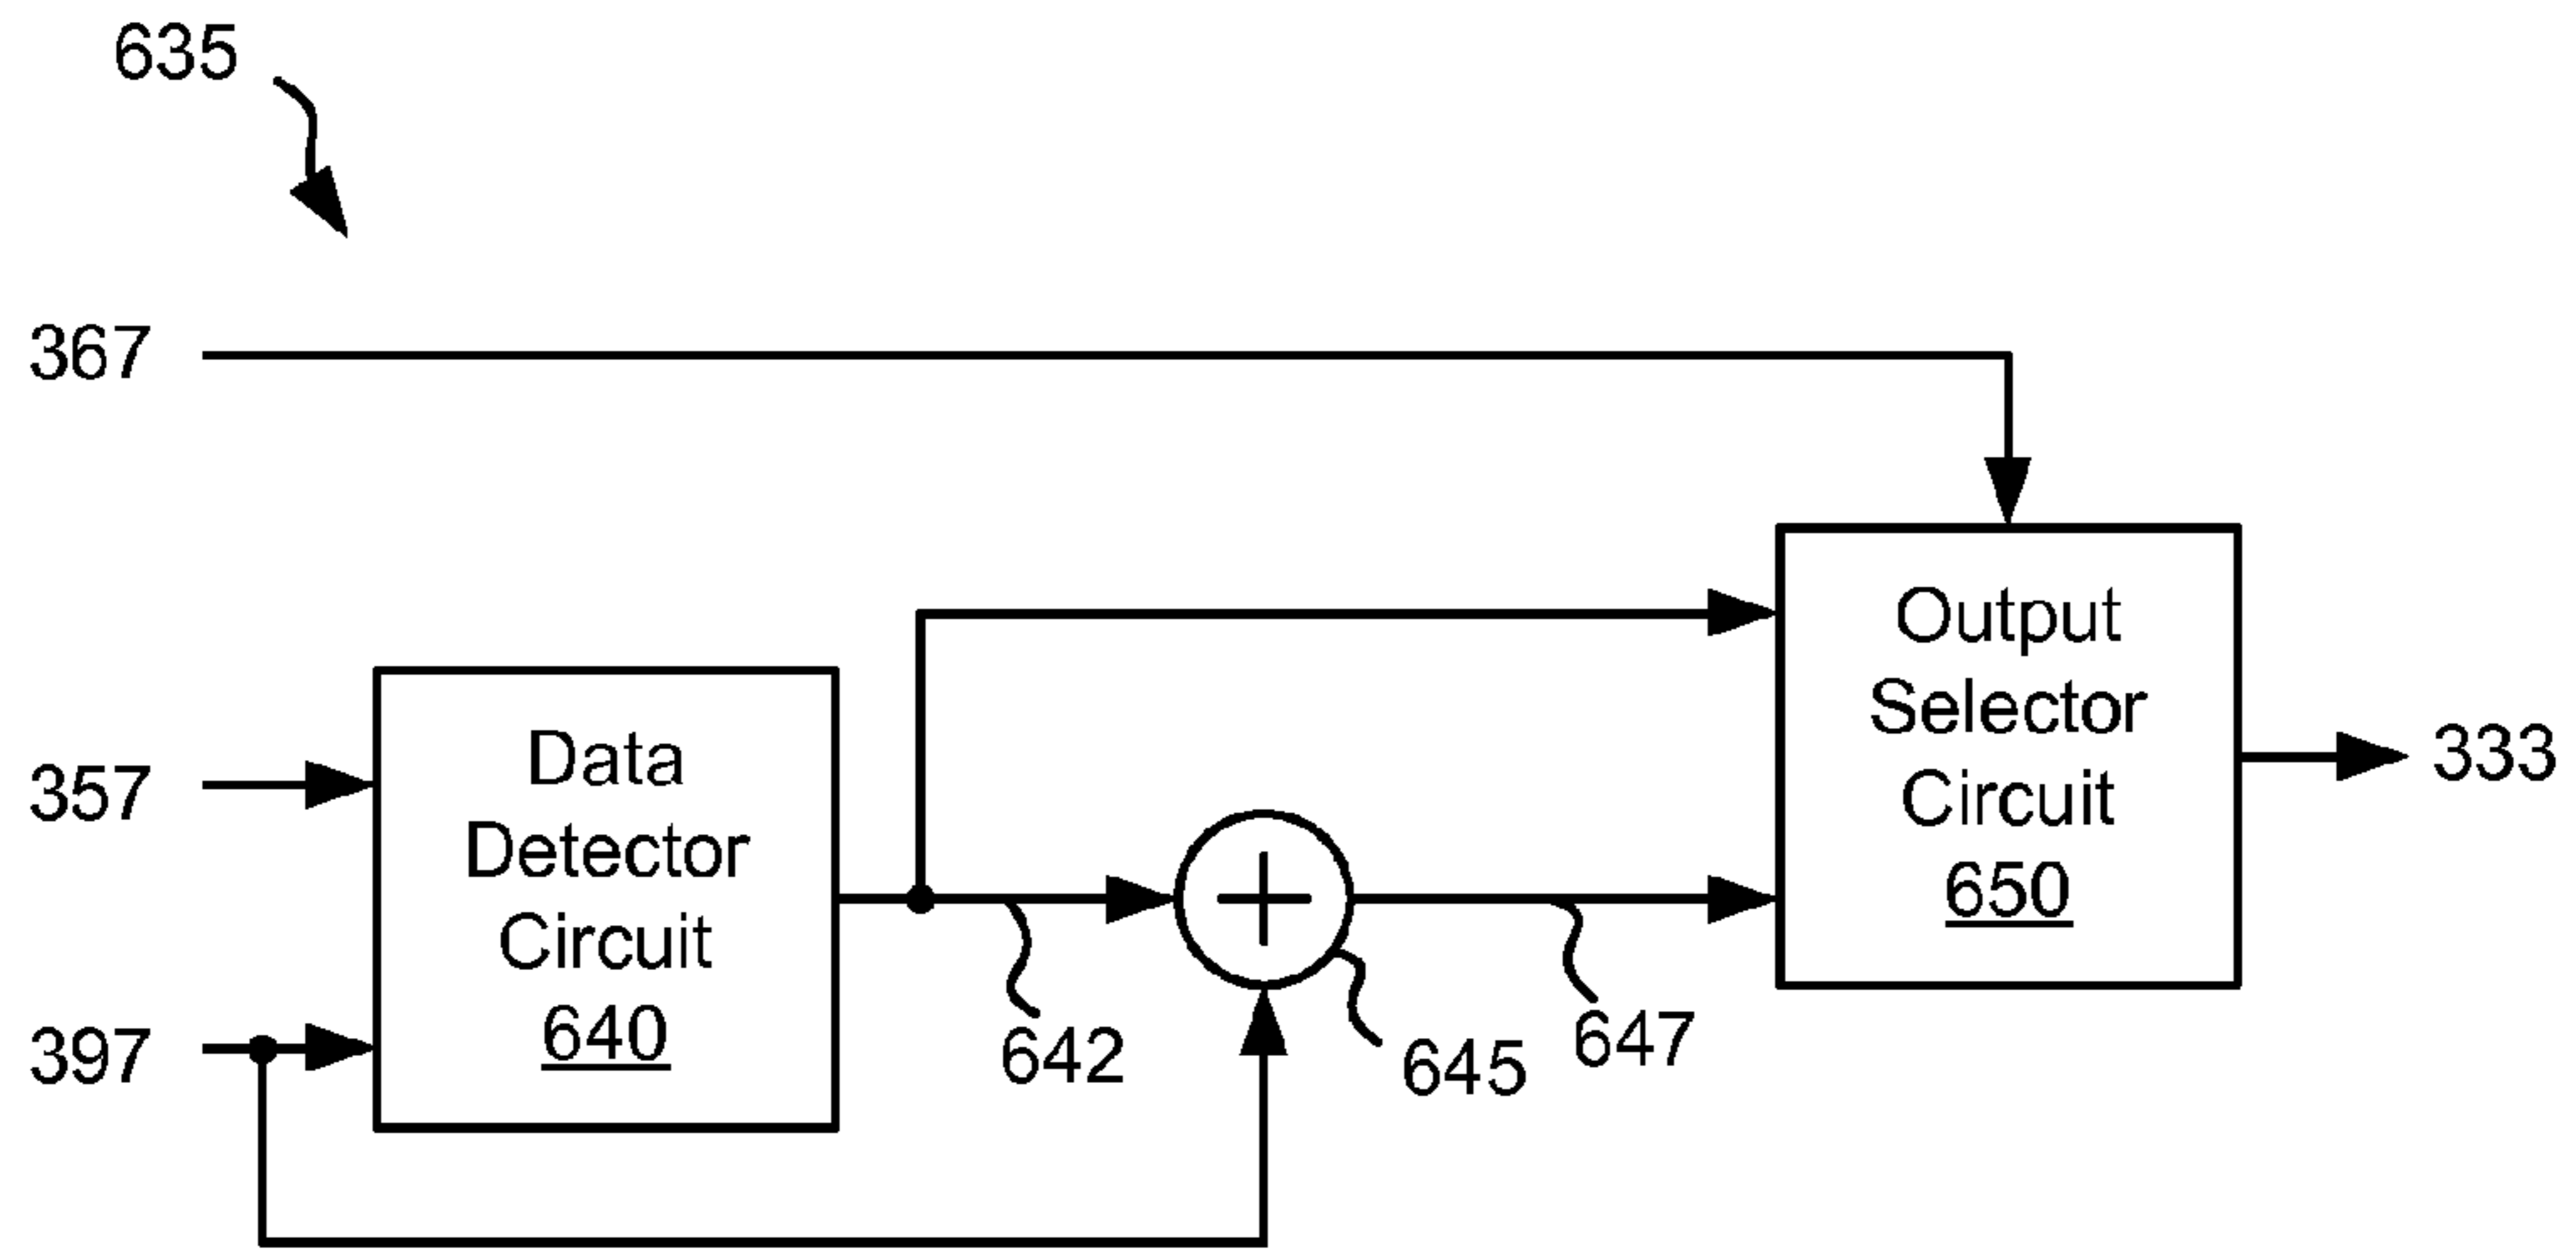 635
367
357
397
Data
Detector
Circuit
640
642
645
647
Output
Selector
Circuit
650
333